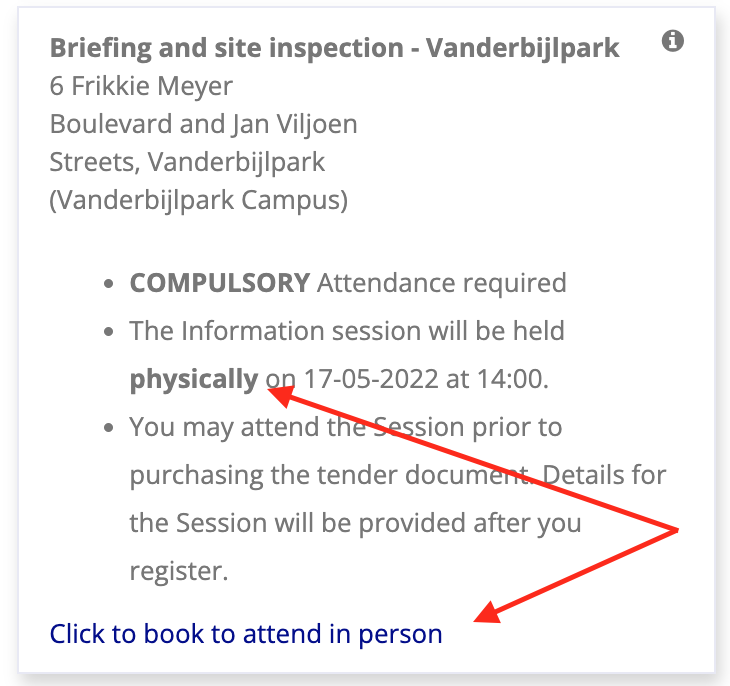 Briefing and site inspection - Vanderbijlpark
6 Frikkie Meyer
Boulevard and Jan Viljoen
Streets, Vanderbijlpark
(Vanderbijlpark Campus)
• COMPULSORY Attendance required
• The Information session will be held
physically on 17-05-2022 at 14:00.
• You may attend the Session prior to
purchasing the tender document. Details for
the Session will be provided after you
register.
Click to book to attend in person